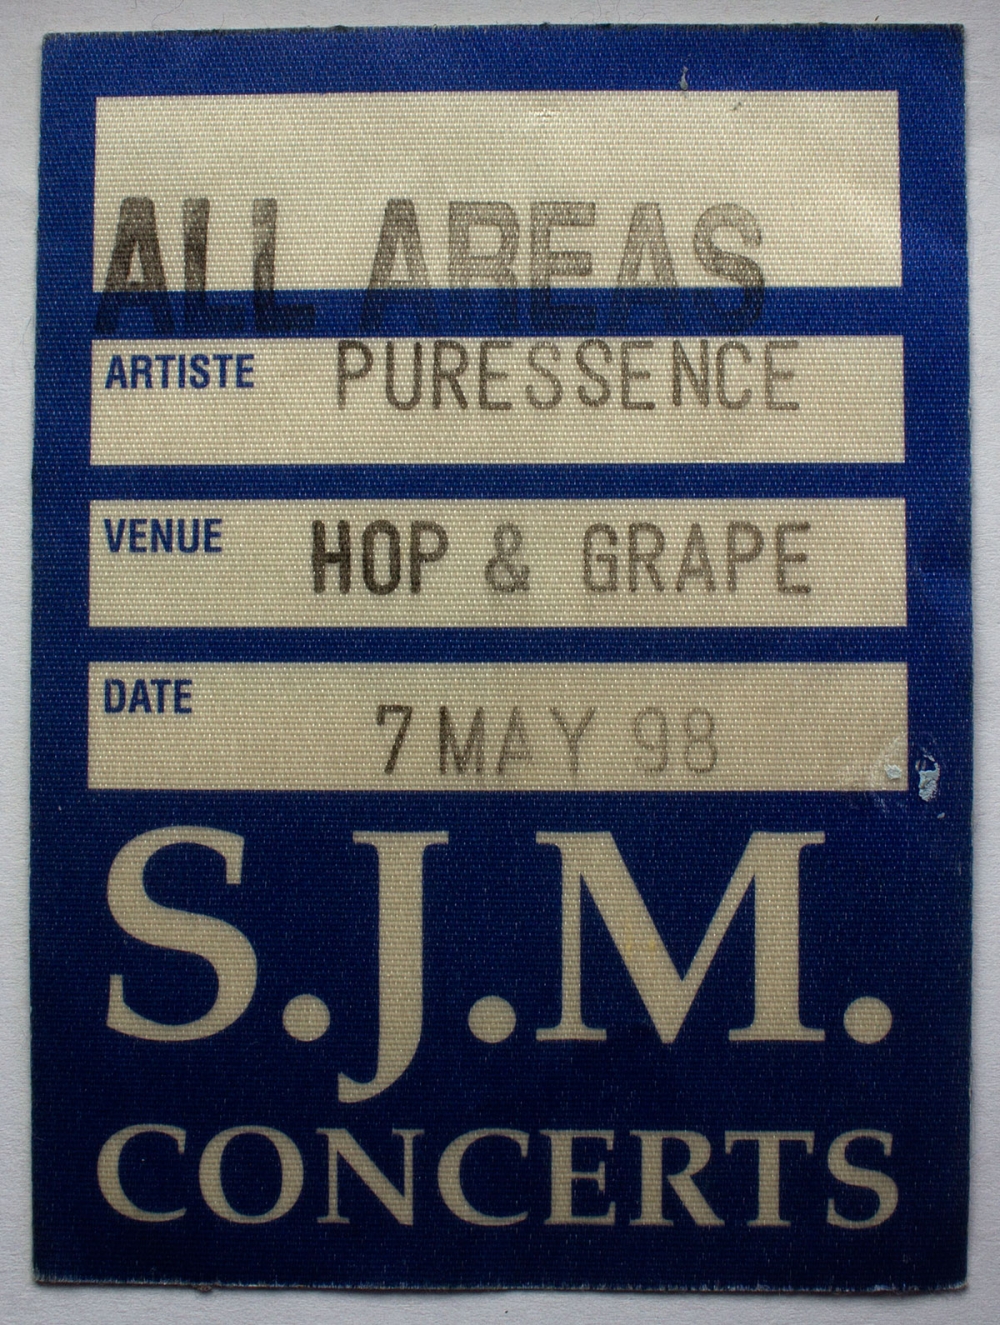 ALL AREAS
ARTISTE PURESSENCE
VENUE HOP & GRAPE
DATE 7 MAY 98
S.J.M.
CONCERTS